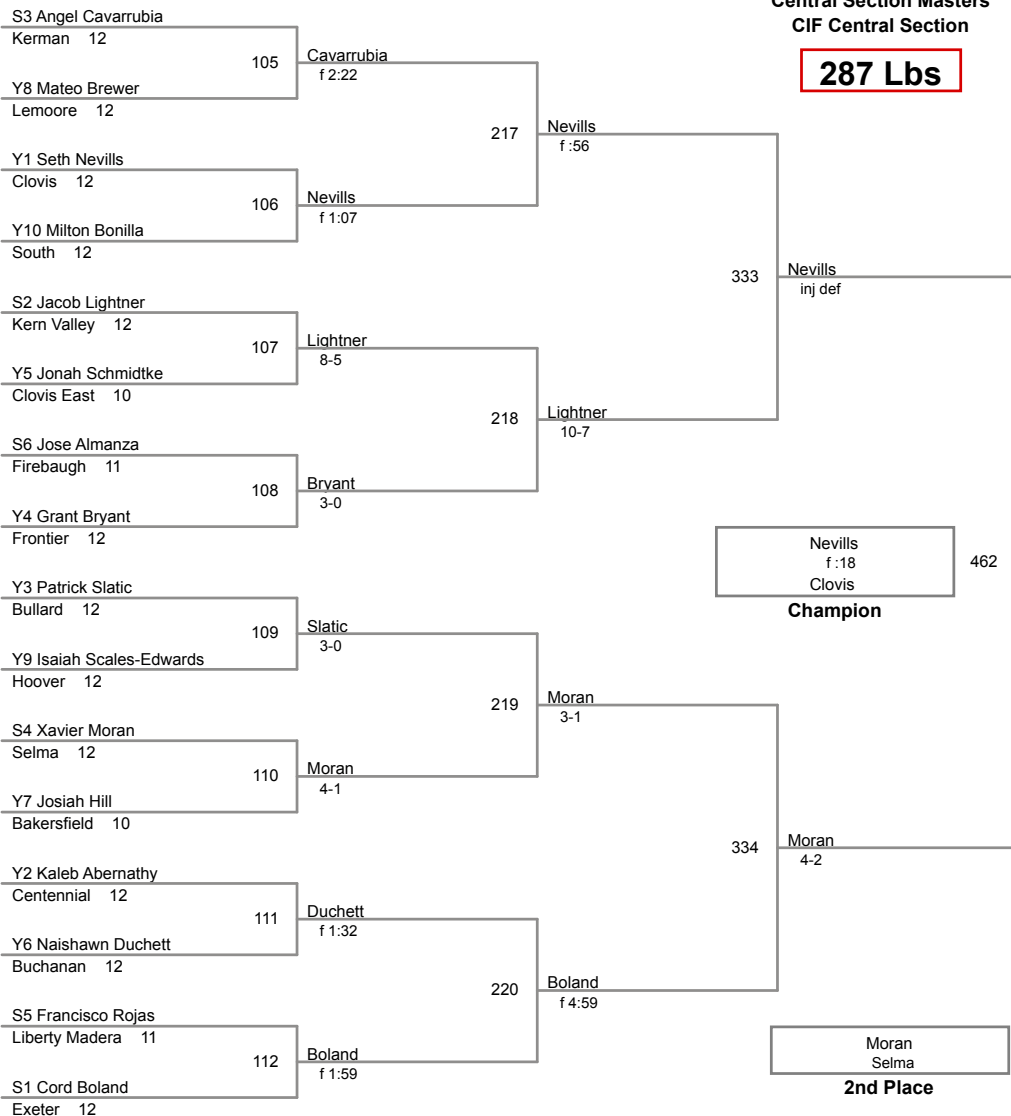 Central Section Masters
CIF Central Section
287 Lbs
S3 Angel Cavarrubia
Kerman 12
105
Cavarrubia
f 2:22
Y8 Mateo Brewer
Lemoore 12
217
Nevills
f :56
Y1 Seth Nevills
Clovis 12
106
Nevills
f 1:07
Y10 Milton Bonilla
South 12
333
Nevills
inj def
S2 Jacob Lightner
Kern Valley 12
107
Lightner
8-5
Y5 Jonah Schmidtke
Clovis East 10
218
Lightner
10-7
S6 Jose Almanza
Firebaugh 11
108
Bryant
3-0
Y4 Grant Bryant
Frontier 12
Nevills
f :18
Clovis
462
Champion
Y3 Patrick Slatic
Bullard 12
109
Slatic
3-0
Y9 Isaiah Scales-Edwards
Hoover 12
219
Moran
3-1
S4 Xavier Moran
Selma 12
110
Moran
4-1
Y7 Josiah Hill
Bakersfield 10
334
Moran
4-2
Y2 Kaleb Abernathy
Centennial 12
111
Duchett
f 1:32
Y6 Naishawn Duchett
Buchanan 12
220
Boland
f 4:59
S5 Francisco Rojas
Liberty Madera 11
112
Boland
f 1:59
S1 Cord Boland
Exeter 12
Moran
Selma
2nd Place